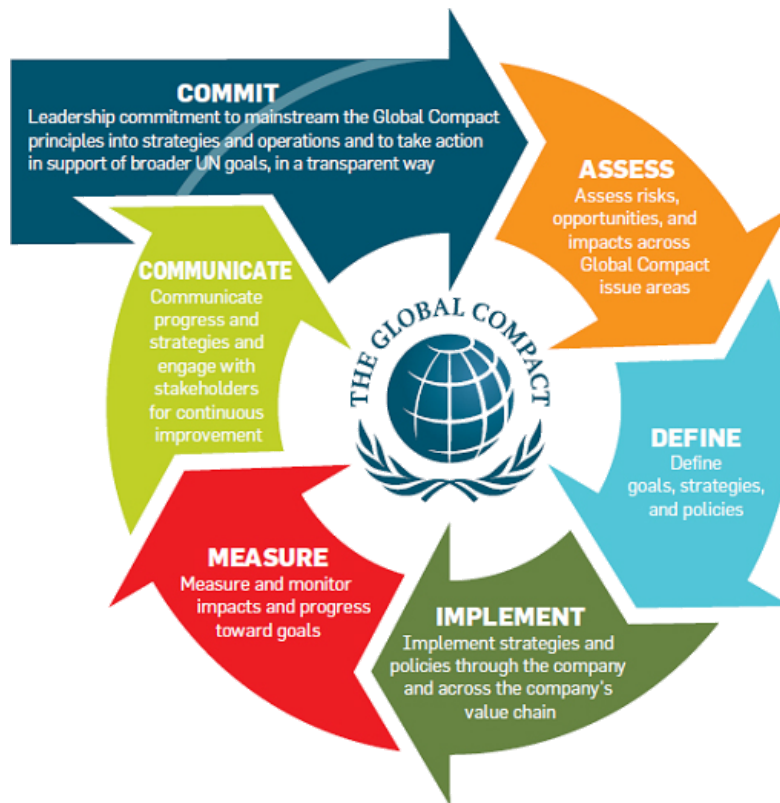 COMMIT
Leadership commitment to mainstream the Global Compact
principles into strategies and operations and to take action
in support of broader UN goals, in a transparent way
ASSESS
Assess risks,
opportunities, and
impacts across
Global Compact
issue areas
DEFINE
Define
goals, strategies,
and policies
IMPLEMENT
Implement strategies and
policies through the company
and across the company's
value chain
MEASURE
Measure and monitor
impacts and progress
toward goals
COMMUNICATE
Communicate
progress and
strategies and
engage with
stakeholders
for continuous
improvement
THE GLOBAL COMPACT